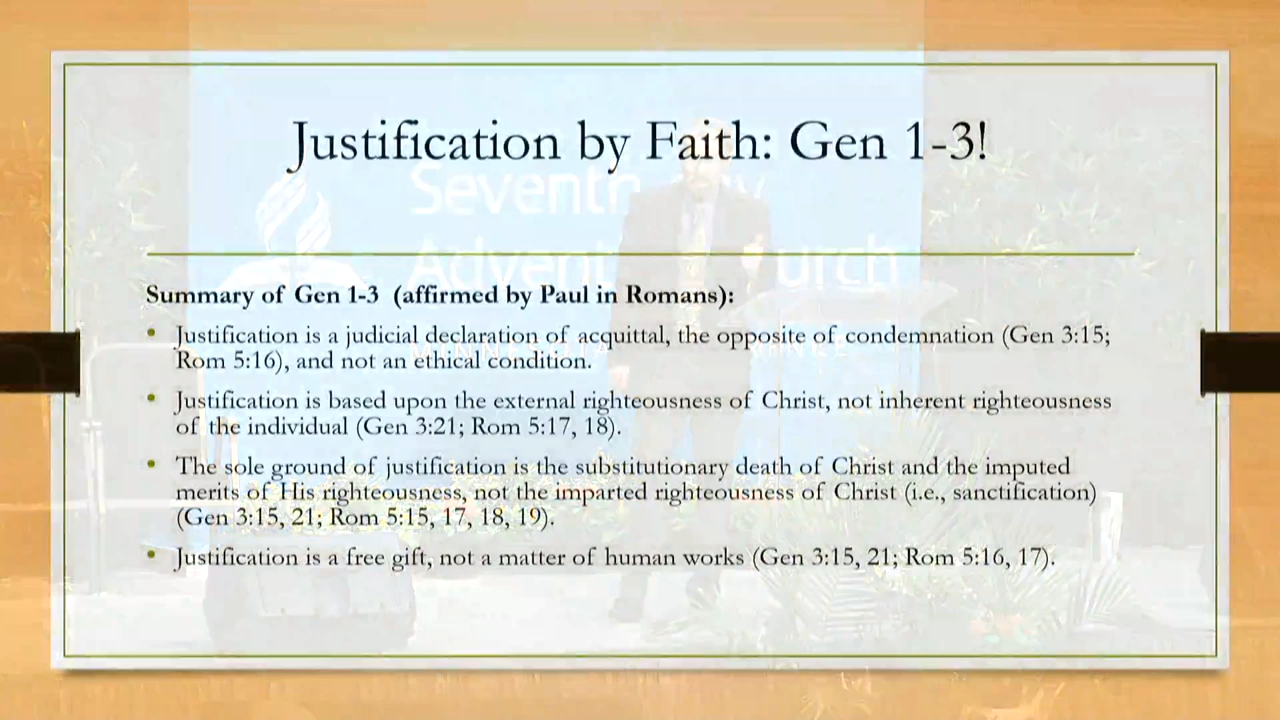 Justification by Faith: Gen 1-3!
Seventh
Advent urch
Summary of Gen 1-3 (affirmed by Paul in Romans):
Justification is a judicial declaration of acquittal, the opposite of condemnation (Gen 3:15;
Rom 5:16), and not an ethical condition.
Justification is based upon the external righteousness of Christ, not inherent righteousness
of the individual (Gen 3:21; Rom 5:17, 18).
The sole ground of justification is the substitutionary death of Christ and the imputed
merits of His righteousness, not the imparted righteousness of Christ (i.e., sanctification)
(Gen 3:15, 21; Rom 5:15, 17, 18, 19).
Justification is a free gift, not a matter of human works (Gen 3:15, 21; Rom 5:16, 17).